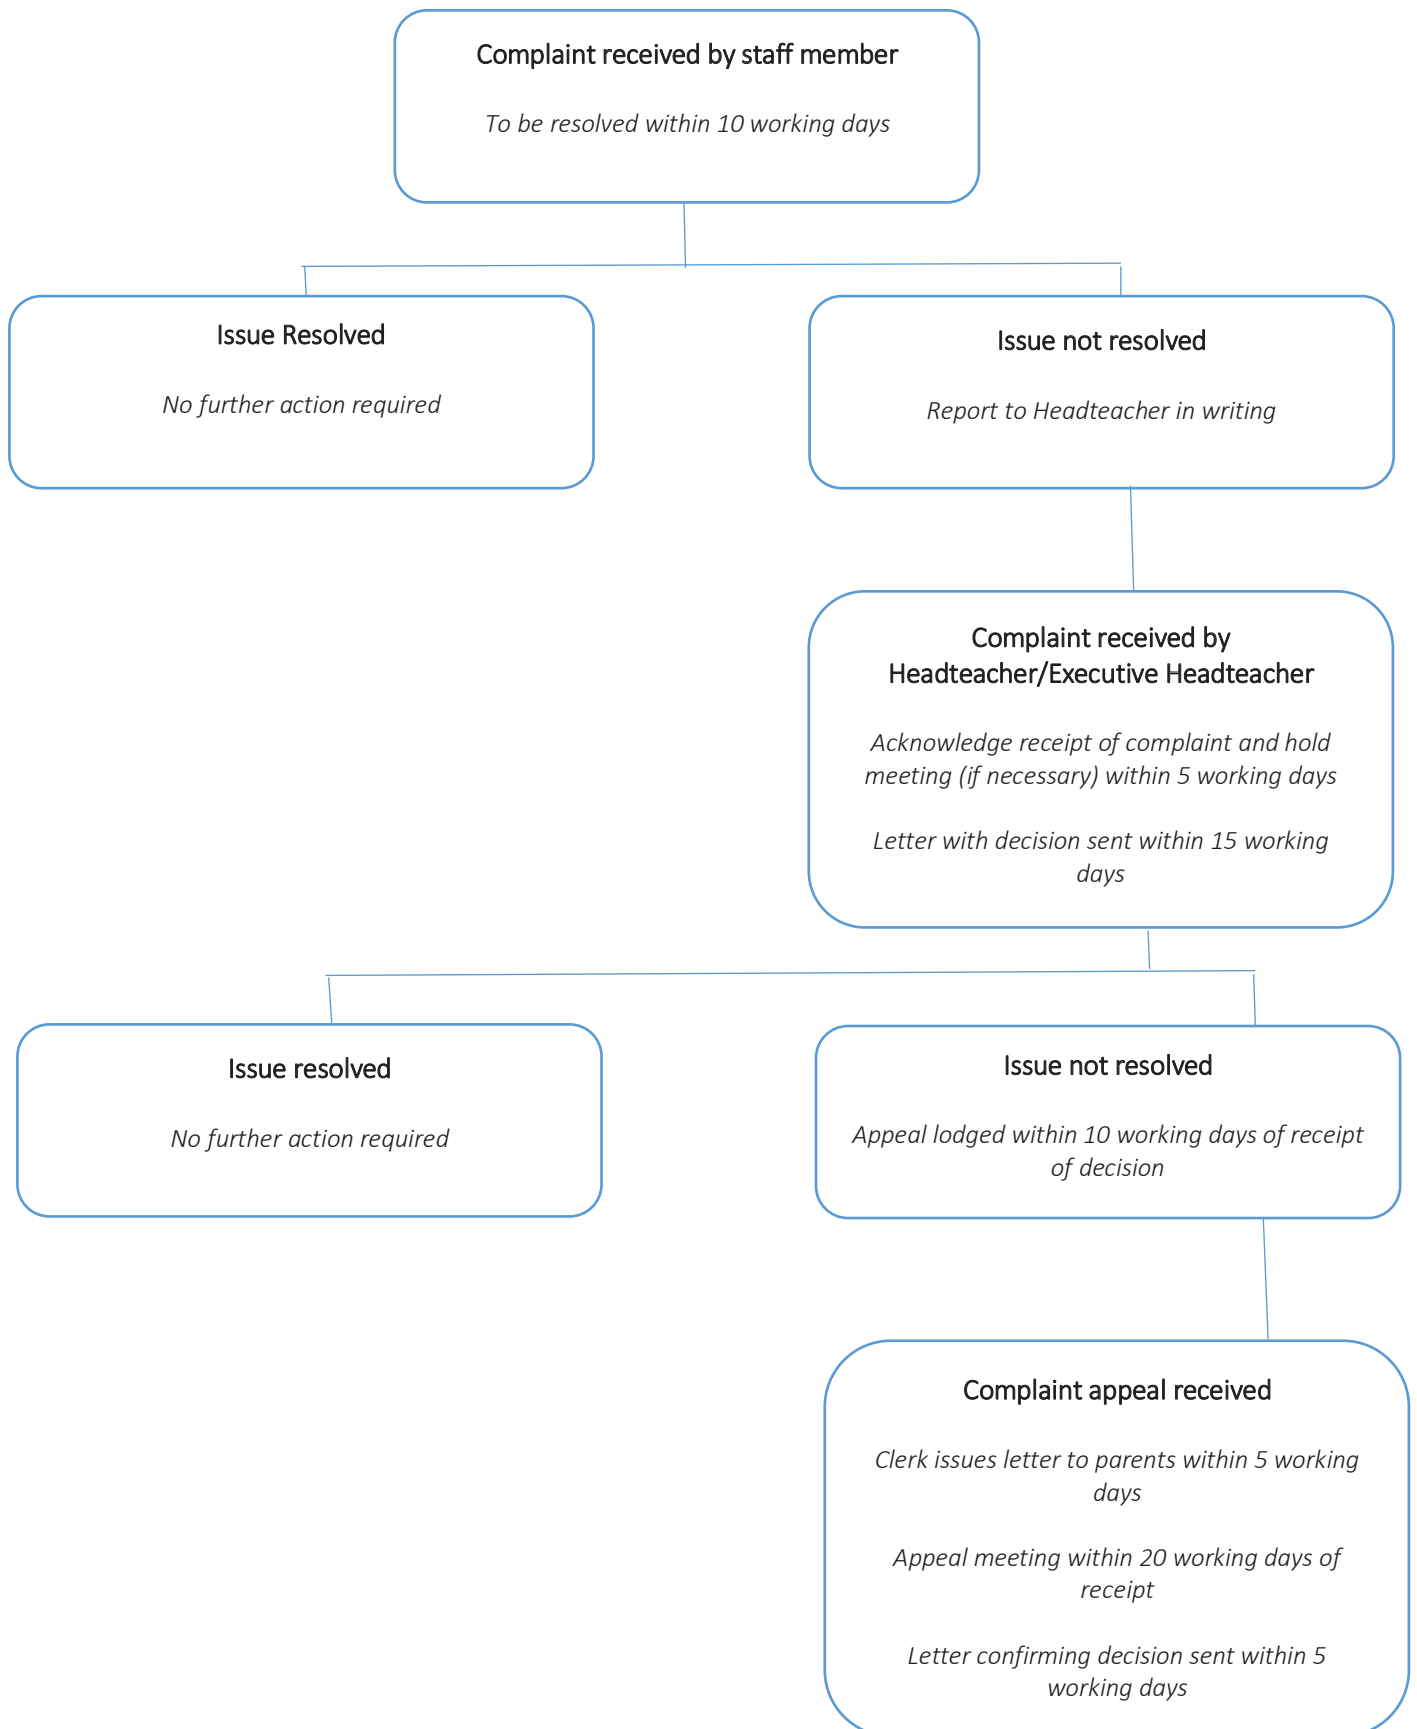 Complaint received by staff member
To be resolved within 10 working days
Issue Resolved
No further action required
Issue not resolved
Report to Headteacher in writing
Complaint received by
Headteacher/Executive Headteacher
Acknowledge receipt of complaint and hold
meeting (if necessary) within 5 working days
Letter with decision sent within 15 working
days
Issue resolved
No further action required
Issue not resolved
Appeal lodged within 10 working days of receipt
of decision
Complaint appeal received
Clerk issues letter to parents within 5 working
days
Appeal meeting within 20 working days of
receipt
Letter confirming decision sent within 5
working days